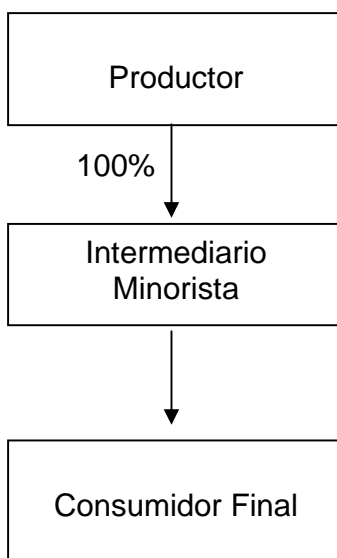 Productor
100%
Intermediario
Minorista
Consumidor Final